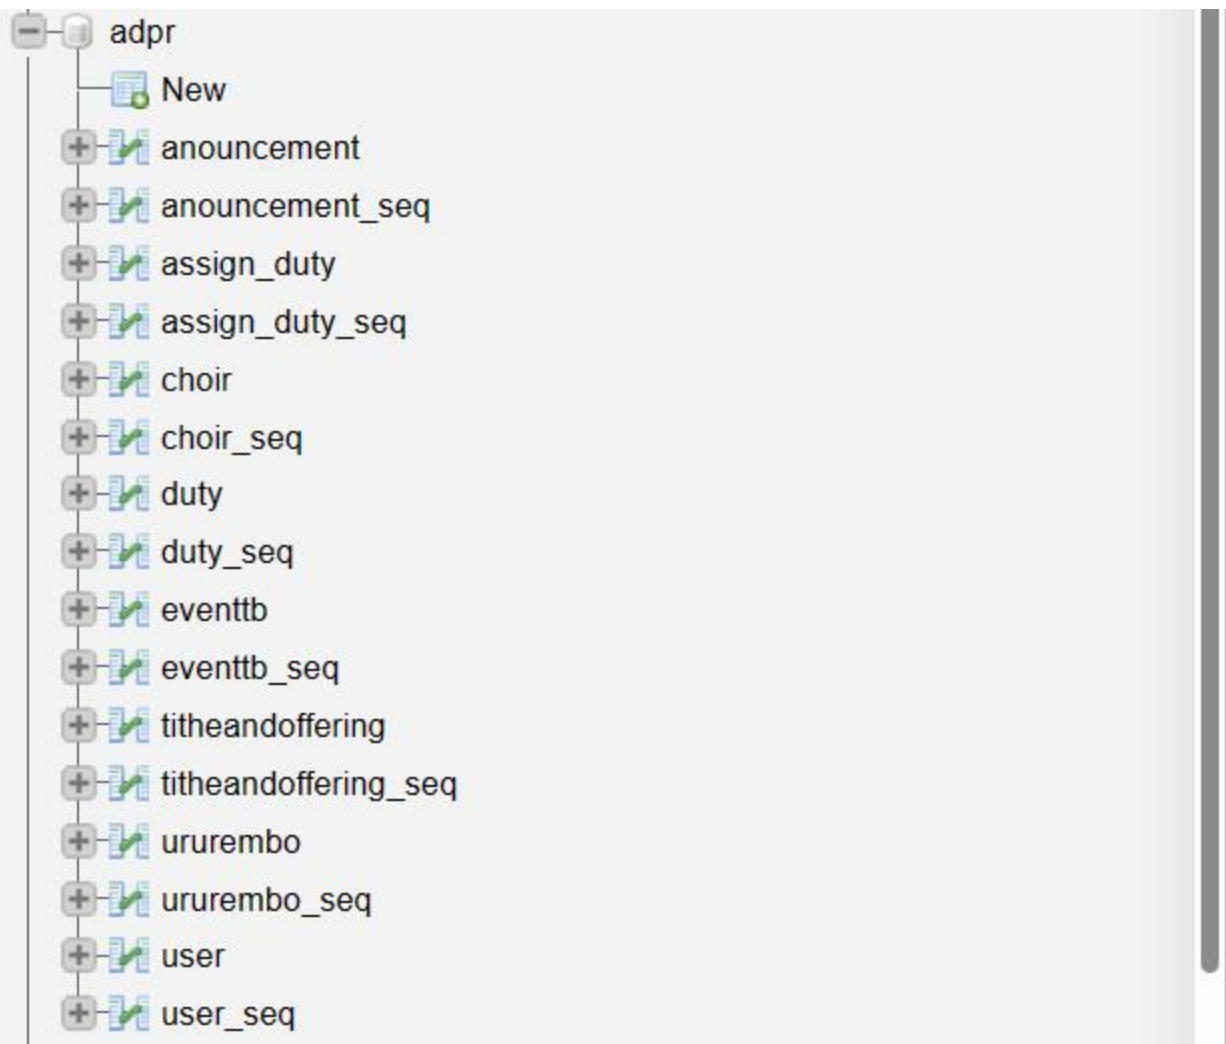 adpr
New
anouncement
anouncement_seq
assign_duty
assign_duty_seq
choir
choir_seq
duty
duty_seq
eventtb
eventtb_seq
titheandoffering
titheandoffering_seq
ururembo
ururembo_seq
user
user_seq